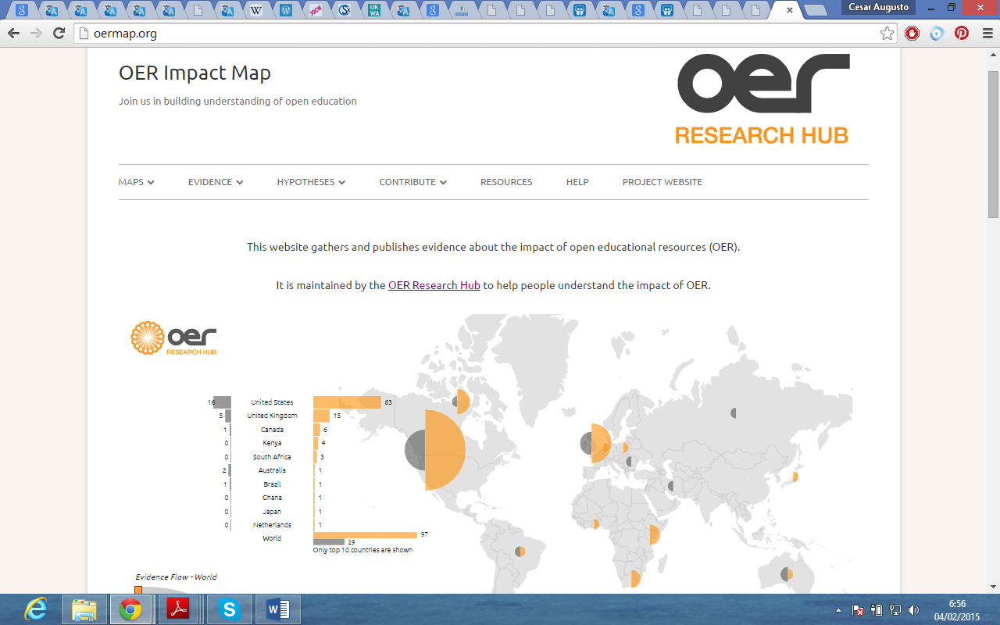 Cesar Augusto
oermap.org
OER Impact Map
Join us in building understanding of open education
oer
RESEARCH HUB
MAPS EVIDENCE HYPOTHESES CONTRIBUTE RESOURCES HELP PROJECT WEBSITE
This website gathers and publishes evidence about the impact of open educational resources (OER).
It is maintained by the OER Research Hub to help people understand the impact of OER.
oer
RESEARCH HUB
16 United States 63
5 United Kingdom 15
1 Canada 6
0 Kenya 4
0 South Africa 3
2 Australia 1
1 Brazil 1
0 Ghana 1
0 Japan 1
0 Netherlands 1
World 97
29
Only top 10 countries are shown
Evidence Flow - World
6:56
04/02/2015